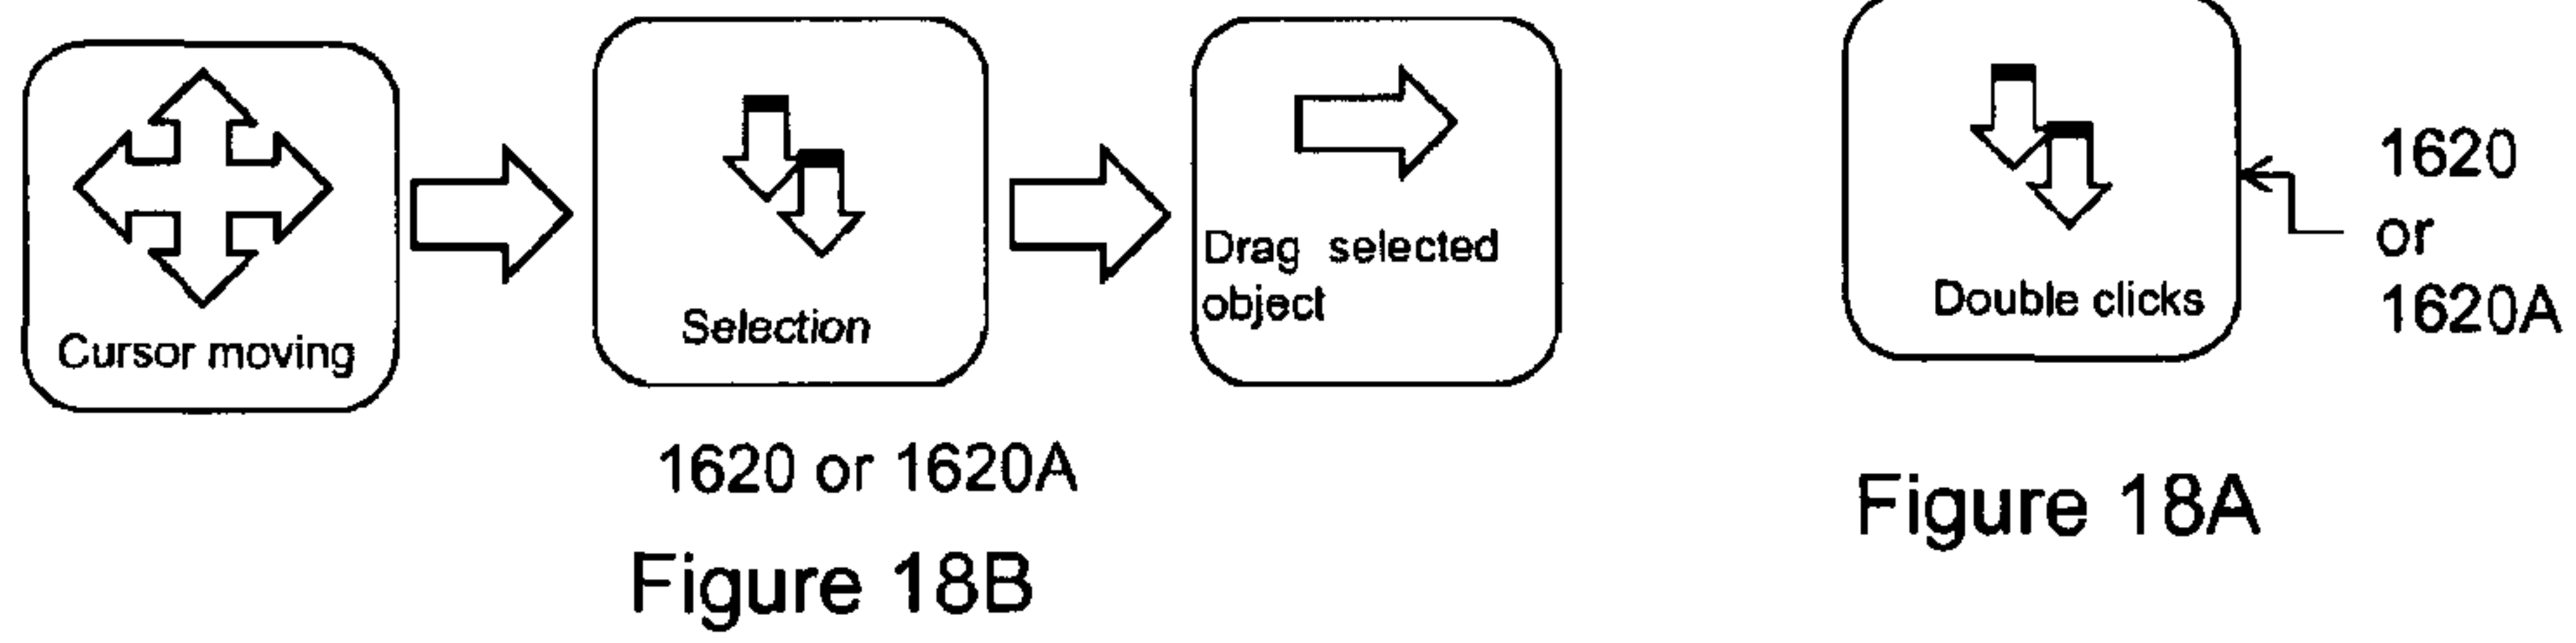 Cursor moving
Selection
Drag selected
object
1620 or 1620A
Figure 18B
Double clicks
1620
or
1620A
Figure 18A